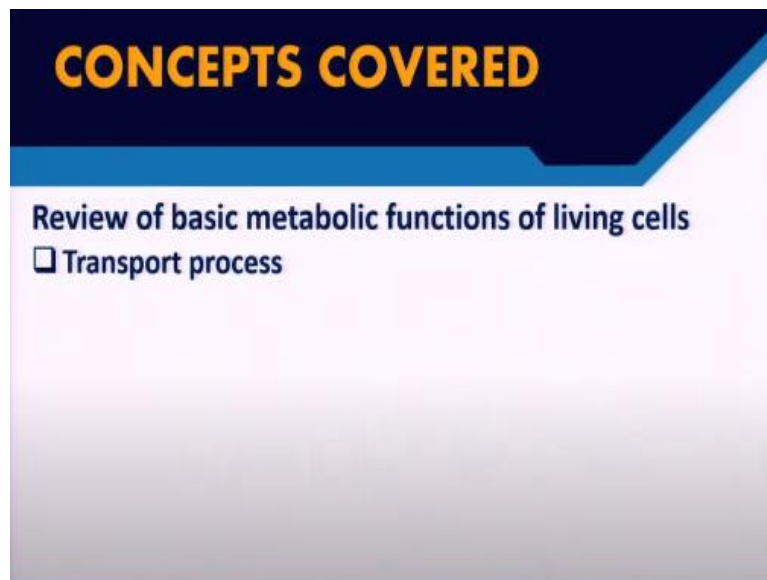 CONCEPTS COVERED
Review of basic metabolic functions of living cells
❑ Transport process